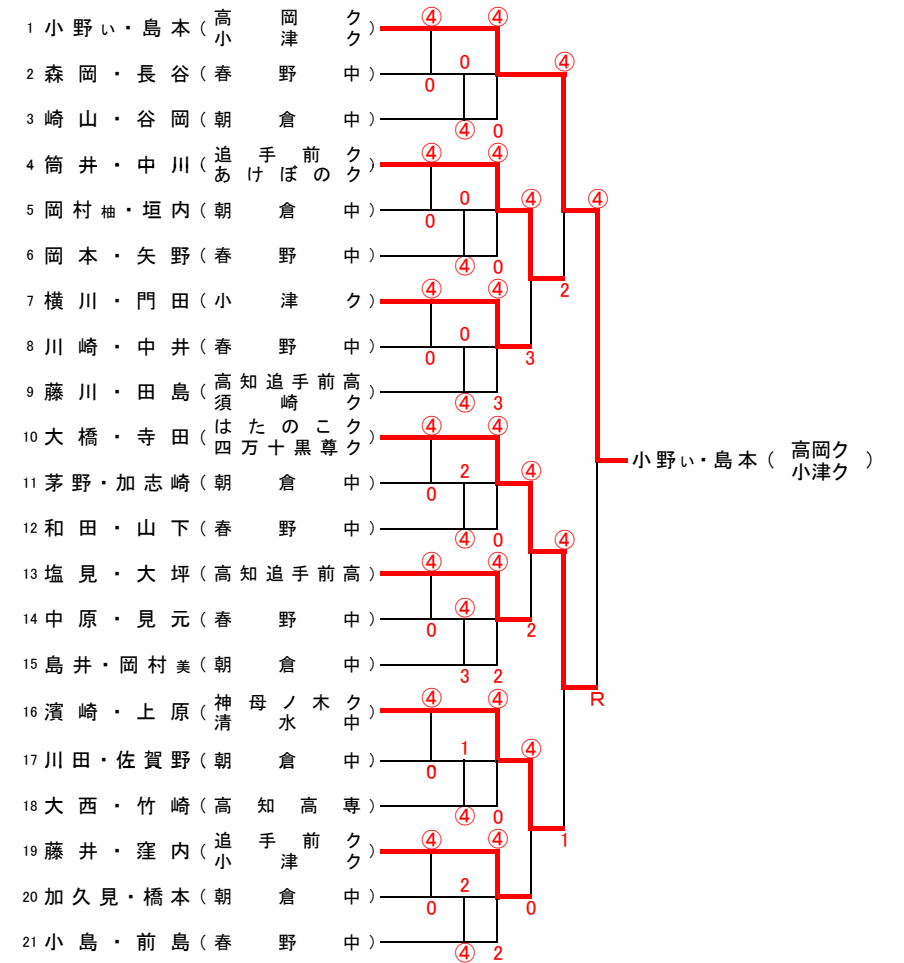 1 小野い・島本（高岡ク 小津ク）
④ ④
2 森岡・長谷（春野中）
0 0 ④
3 崎山・谷岡（朝倉中）
④ 0
4 筒井・中川（追手前ク あけぼのク）
④ ④
5 岡村柚・垣内（朝倉中）
0 0 ④ ④
6 岡本・矢野（春野中）
④ 0
7 横川・門田（小津ク）
④ ④ 2
8 川崎・中井（春野中）
0 0 3
9 藤川・田島（高知追手前高 須崎ク）
④ 3
10 大橋・寺田（はたのこク 四万十黒尊ク）
④ ④
小野い・島本（高岡ク 小津ク）
11 茅野・加志崎（朝倉中）
0 2 ④
12 和田・山下（春野中）
④ 0 ④
13 塩見・大坪（高知追手前高）
④ ④
14 中原・見元（春野中）
0 ④ 2
15 島井・岡村美（朝倉中）
3 2
R
16 濱崎・上原（神母ノ木ク 清水中）
④ ④
17 川田・佐賀野（朝倉中）
0 1 ④
18 大西・竹崎（高知高専）
④ 0
19 藤井・窪内（追手前ク 小津ク）
④ ④ 1
20 加久見・橋本（朝倉中）
0 2 0
21 小島・前島（春野中）
④ 2